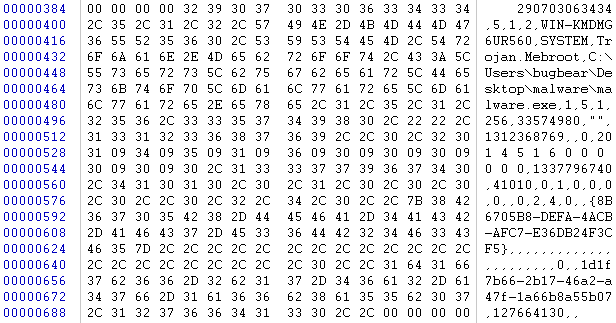 00000384 00 00 00 00 32 39 30 37 30 33 30 36 33 34 33 34 290703063434
00000400 2C 35 2C 31 2C 32 2C 57 49 4E 2D 4B 4D 44 4D 47 ,5,1,2,WIN-KMDMG
00000416 36 55 52 35 36 30 2C 53 59 53 54 45 4D 2C 54 72 6UR560,SYSTEM,Tr
00000432 6F 6A 61 6E 2E 4D 65 62 72 6F 6F 74 2C 43 3A 5C ojan.Mebroot,C:\
00000448 55 73 65 72 73 5C 62 75 67 62 65 61 72 5C 44 65 Users\bugbear\De
00000464 73 6B 74 6F 70 5C 6D 61 6C 77 61 72 65 5C 6D 61 sktop\malware\ma
00000480 6C 77 61 72 65 2E 65 78 65 2C 31 2C 35 2C 31 2C lware.exe,1,5,1,
00000496 32 35 36 2C 33 33 35 37 34 39 38 30 2C 22 22 2C 256,33574980,"",
00000512 31 33 31 32 33 36 38 37 36 39 2C 2C 30 2C 32 30 1312368769,,0,20
00000528 31 09 34 09 35 09 31 09 36 09 30 09 30 09 30 09 1 4 5 1 6 0 0 0
00000544 30 09 30 09 30 2C 31 33 33 37 37 39 36 37 34 30 0 0 0,1337796740
00000560 2C 34 31 30 31 30 2C 30 2C 31 2C 30 2C 30 2C 30 ,41010,0,1,0,0,0
00000576 2C 30 2C 2C 30 2C 32 2C 34 2C 30 2C 2C 7B 38 42 ,0,,0,2,4,0,,{8B
00000592 36 37 30 35 42 38 2D 44 45 46 41 2D 34 41 43 42 6705B8-DEFA-4ACB
00000608 2D 41 46 43 37 2D 45 33 36 44 42 32 34 46 33 43 -AFC7-E36DB24F3C
00000624 46 35 7D 2C 2C 2C 2C 2C 2C 2C 2C 2C 2C 2C 2C 2C F5},,,,,,,,,,,,,
00000640 2C 2C 2C 2C 2C 2C 2C 2C 2C 30 2C 2C 31 64 31 66 ,,,,,,,,,0,,1d1f
00000656 37 62 36 36 2D 32 62 31 37 2D 34 36 61 32 2D 61 7b66-2b17-46a2-a
00000672 34 37 66 2D 31 61 36 36 62 38 61 35 35 62 30 37 47f-1a66b8a55b07
00000688 2C 31 32 37 36 36 34 31 33 30 2C 2C 00 00 00 00 ,127664130,,